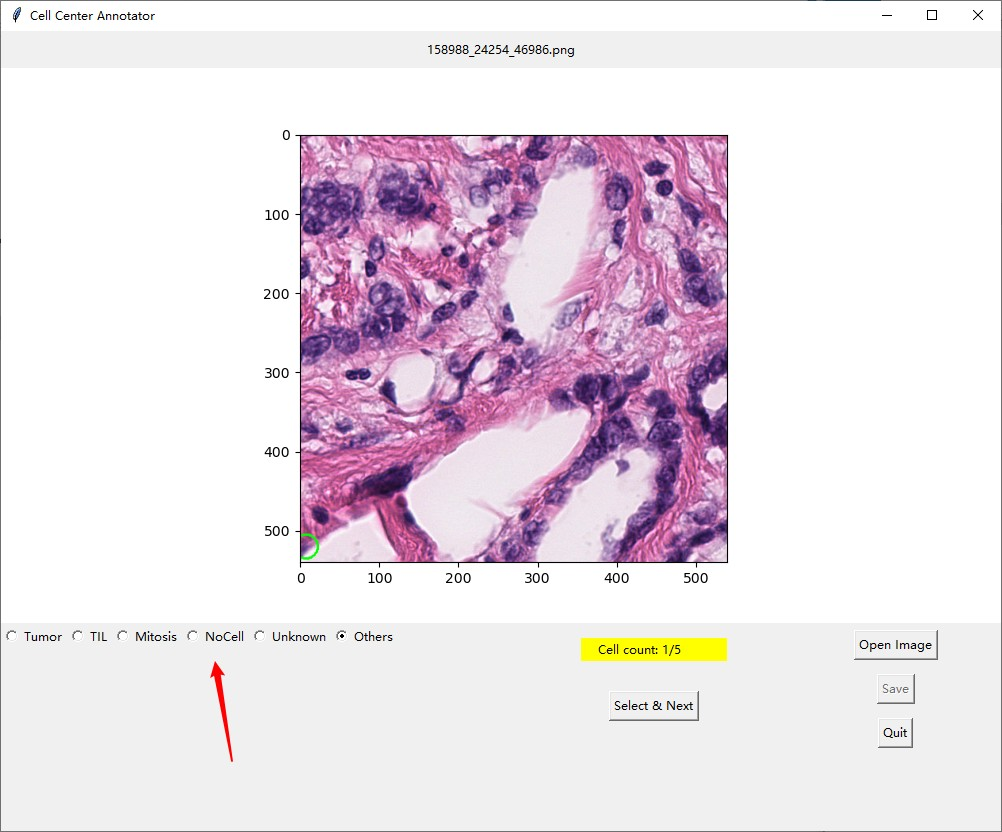 Cell Center Annotator
158988_24254_46986.png
0
100
200
300
400
500
0 100 200 300 400 500
Tumor TIL Mitosis NoCell Unknown Others
Cell count: 1/5
Open Image
Save
Select & Next
Quit